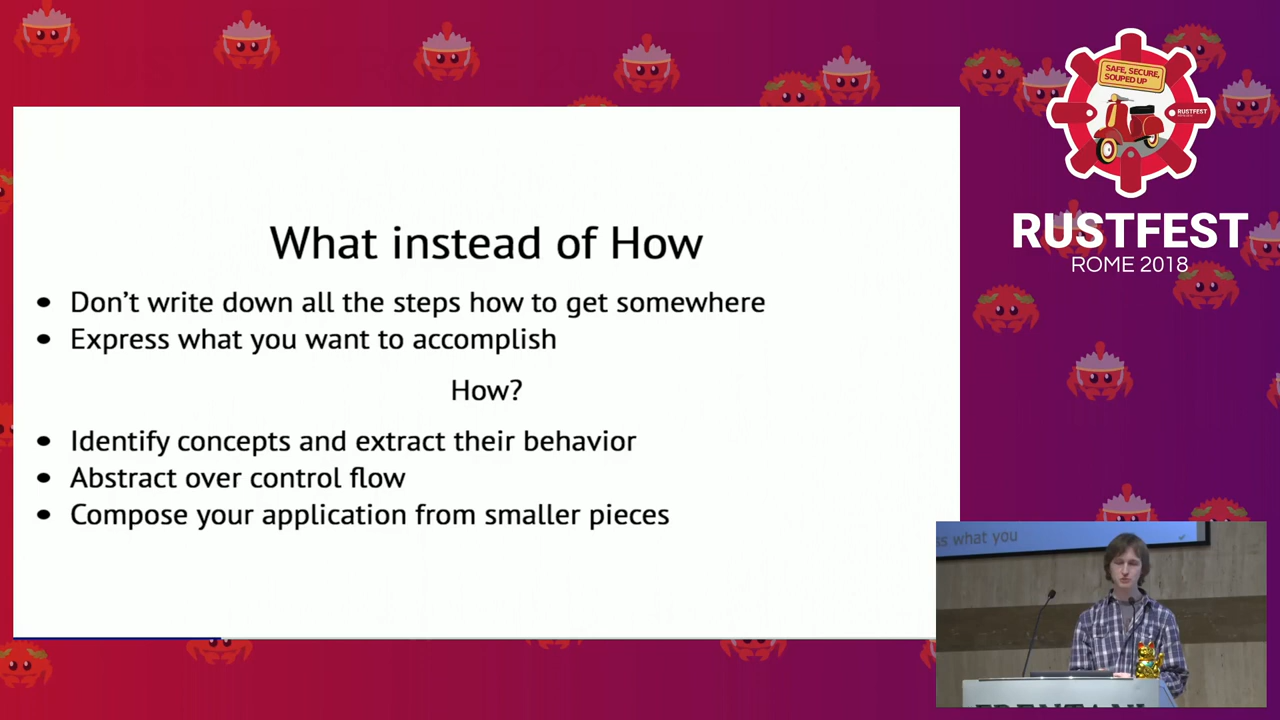 SAFE, SECURE,
SOUPED UP
RUSTFEST
RUSTFEST
ROME 2018
What instead of How
• Don’t write down all the steps how to get somewhere
• Express what you want to accomplish
How?
• Identify concepts and extract their behavior
• Abstract over control flow
• Compose your application from smaller pieces
what you